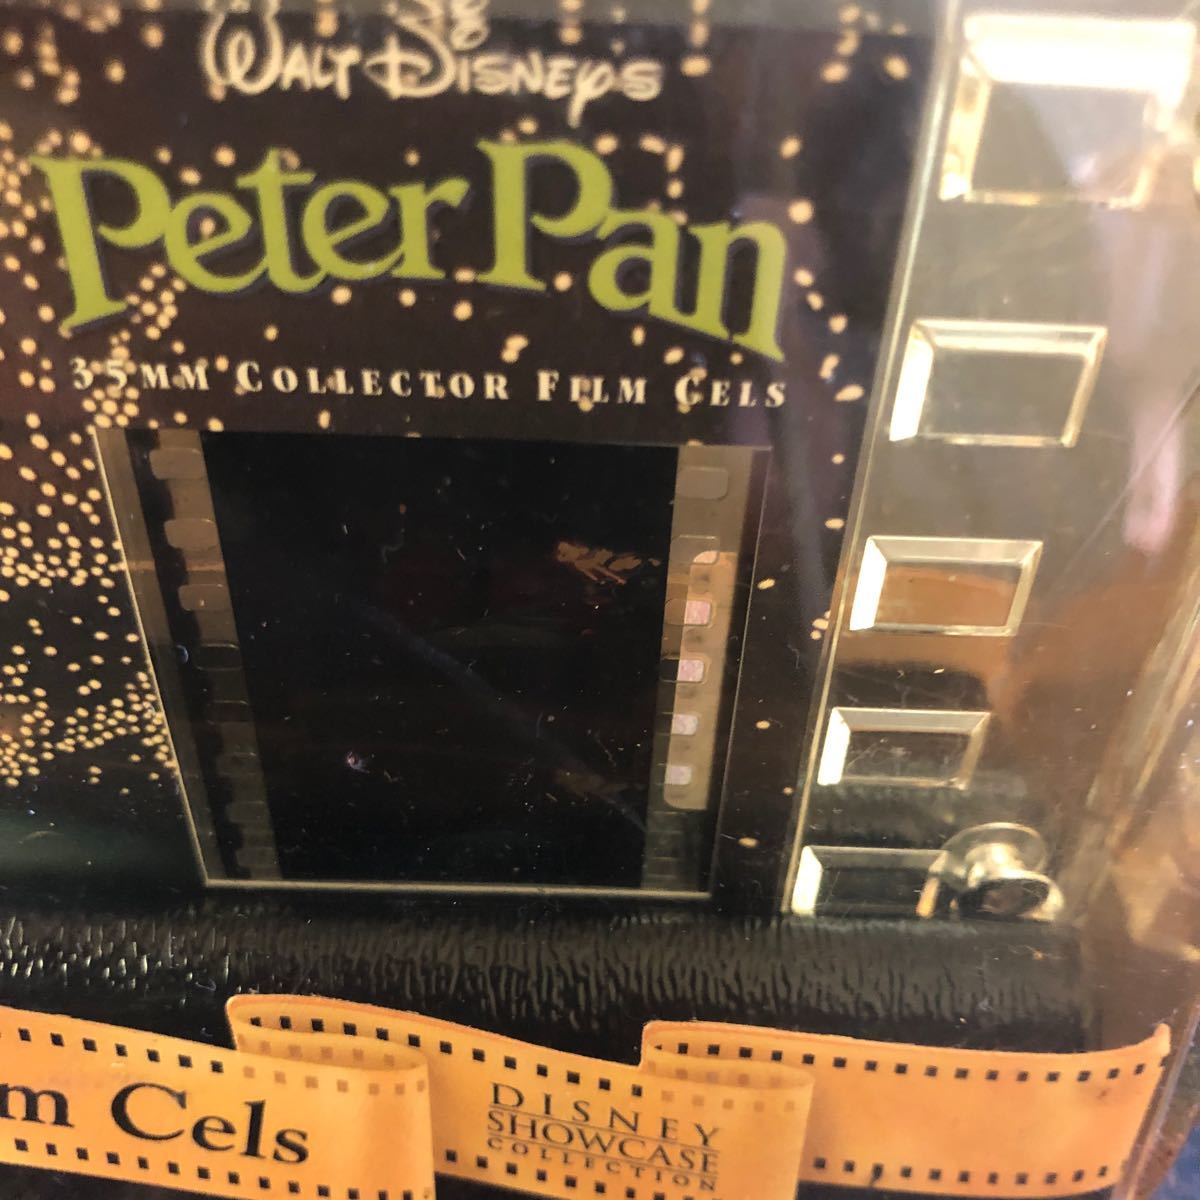 WALT DISNEY'S
Peter Pan
35MM COLLECTOR FILM CELS
m Cels
DISNEY
SHOWCASE
COLLECTION